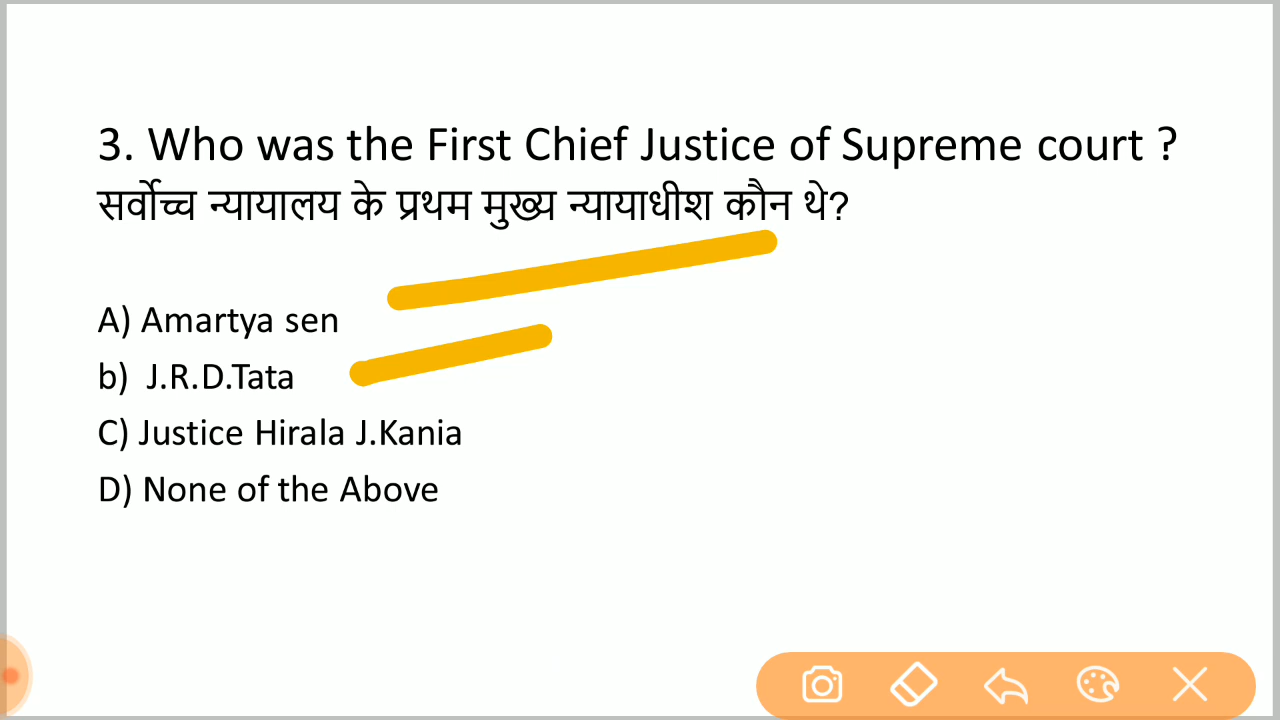 3. Who was the First Chief Justice of Supreme court ?
सर्वोच्च न्यायालय के प्रथम मुख्य न्यायाधीश कौन थे?
A) Amartya sen
b) J.R.D.Tata
C) Justice Hirala J.Kania
D) None of the Above